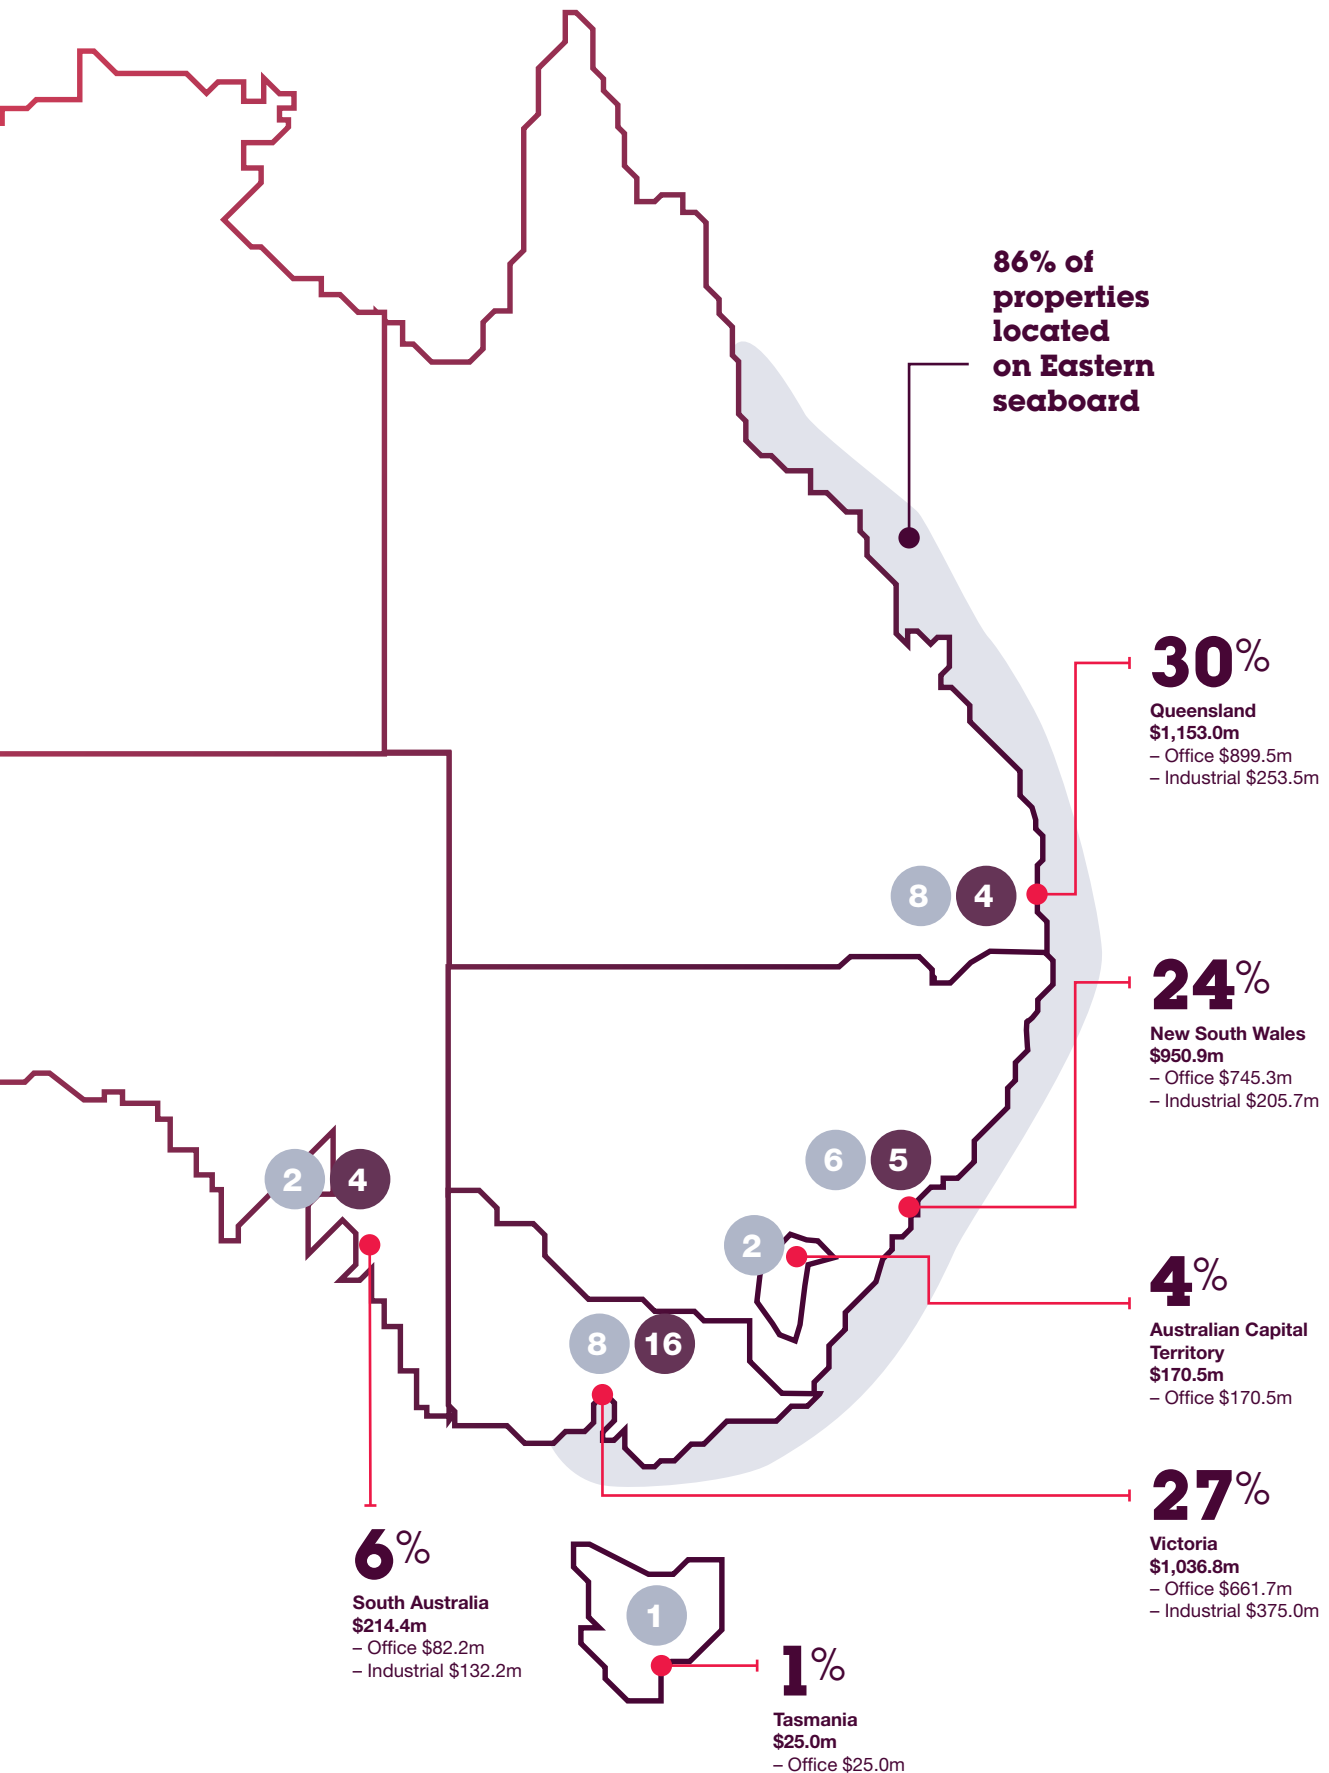 86% of
properties
located
on Eastern
seaboard
30%
Queensland
$1,153.0m
– Office $899.5m
– Industrial $253.5m
8 4
24%
New South Wales
$950.9m
– Office $745.3m
– Industrial $205.7m
6 5
2 4
2
4%
Australian Capital
Territory
$170.5m
– Office $170.5m
8 16
27%
Victoria
$1,036.8m
– Office $661.7m
– Industrial $375.0m
6%
South Australia
$214.4m
– Office $82.2m
– Industrial $132.2m
1
1%
Tasmania
$25.0m
– Office $25.0m